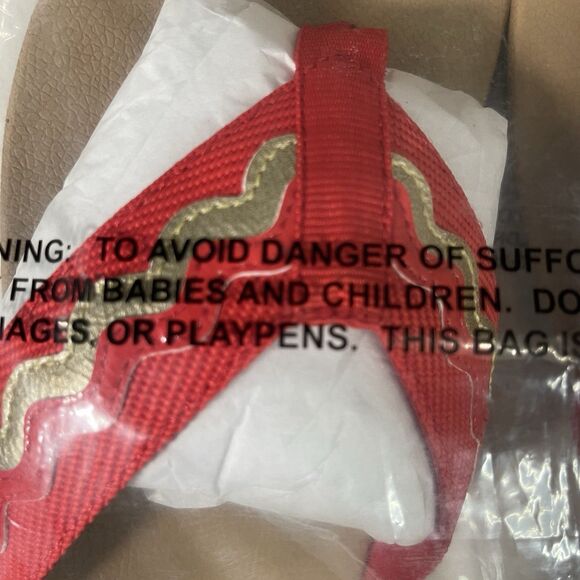 NING: TO AVOID DANGER OF SUFFO
FROM BABIES AND CHILDREN. DO
IAGES, OR PLAYPENS. THIS BAG IS